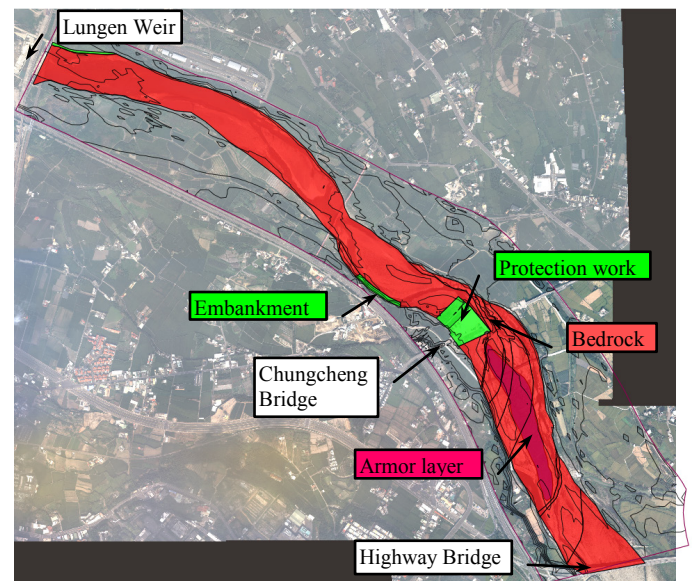 Lungen Weir
Protection work
Embankment
Bedrock
Chungcheng
Bridge
Armor layer
Highway Bridge